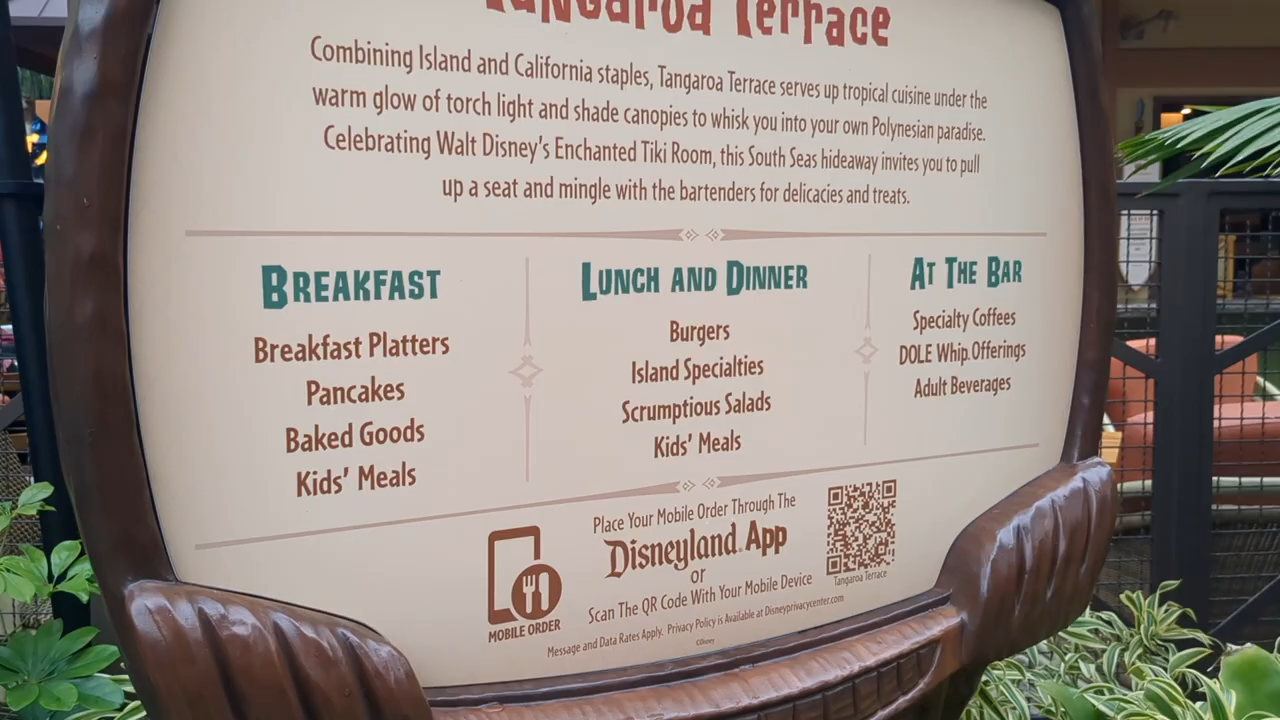 Tangaroa Terrace
Combining Island and California staples, Tangaroa Terrace serves up tropical cuisine under the
warm glow of torch light and shade canopies to whisk you into your own Polynesian paradise.
Celebrating Walt Disney's Enchanted Tiki Room, this South Seas hideaway invites you to pull
up a seat and mingle with the bartenders for delicacies and treats.
BREAKFAST
Breakfast Platters
Pancakes
Baked Goods
Kids' Meals
LUNCH AND DINNER
Burgers
Island Specialties
Scrumptious Salads
Kids' Meals
AT THE BAR
Specialty Coffees
DOLE Whip Offerings
Adult Beverages
MOBILE ORDER
Place Your Mobile Order Through The
Disneyland App
or
Scan The QR Code With Your Mobile Device
Tangaroa Terrace
Message and Data Rates Apply. Privacy Policy is Available at Disneyprivacycenter.com
©Disney